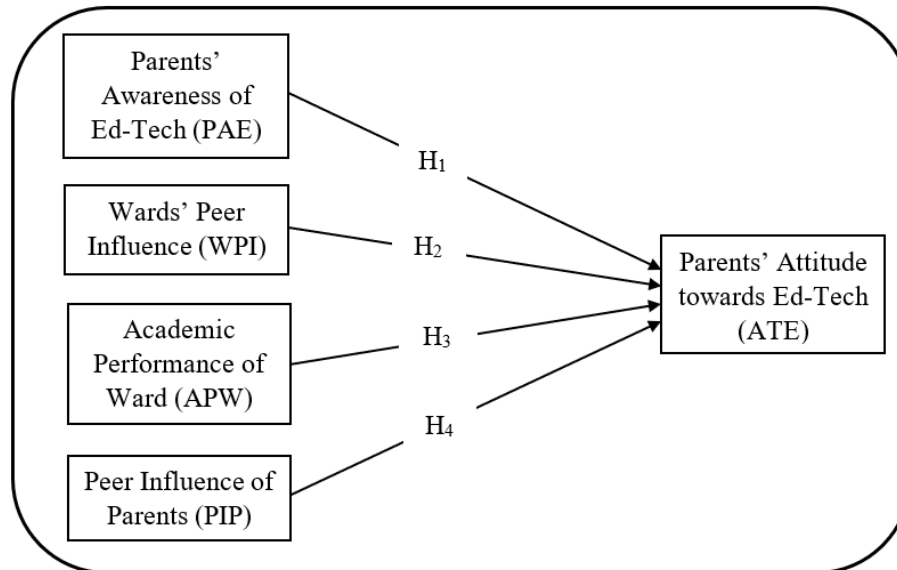 Parents’
Awareness of
Ed-Tech (PAE)
H₁
Wards’ Peer
Influence (WPI)
H₂
Academic
Performance of
Ward (APW)
H₃
Peer Influence of
Parents (PIP)
H₄
Parents’ Attitude
towards Ed-Tech
(ATE)